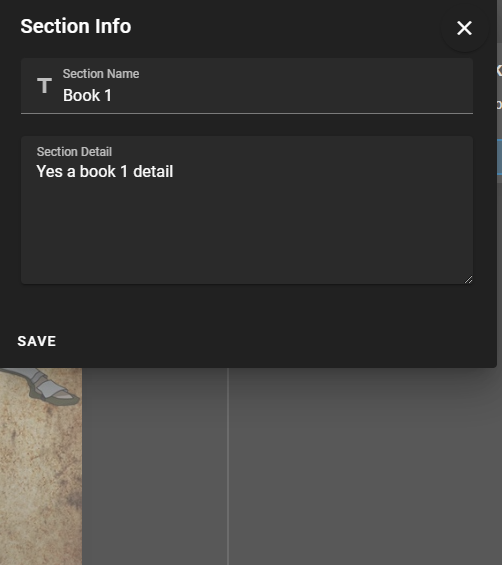 Section Info
Section Name
Book 1
Section Detail
Yes a book 1 detail
SAVE